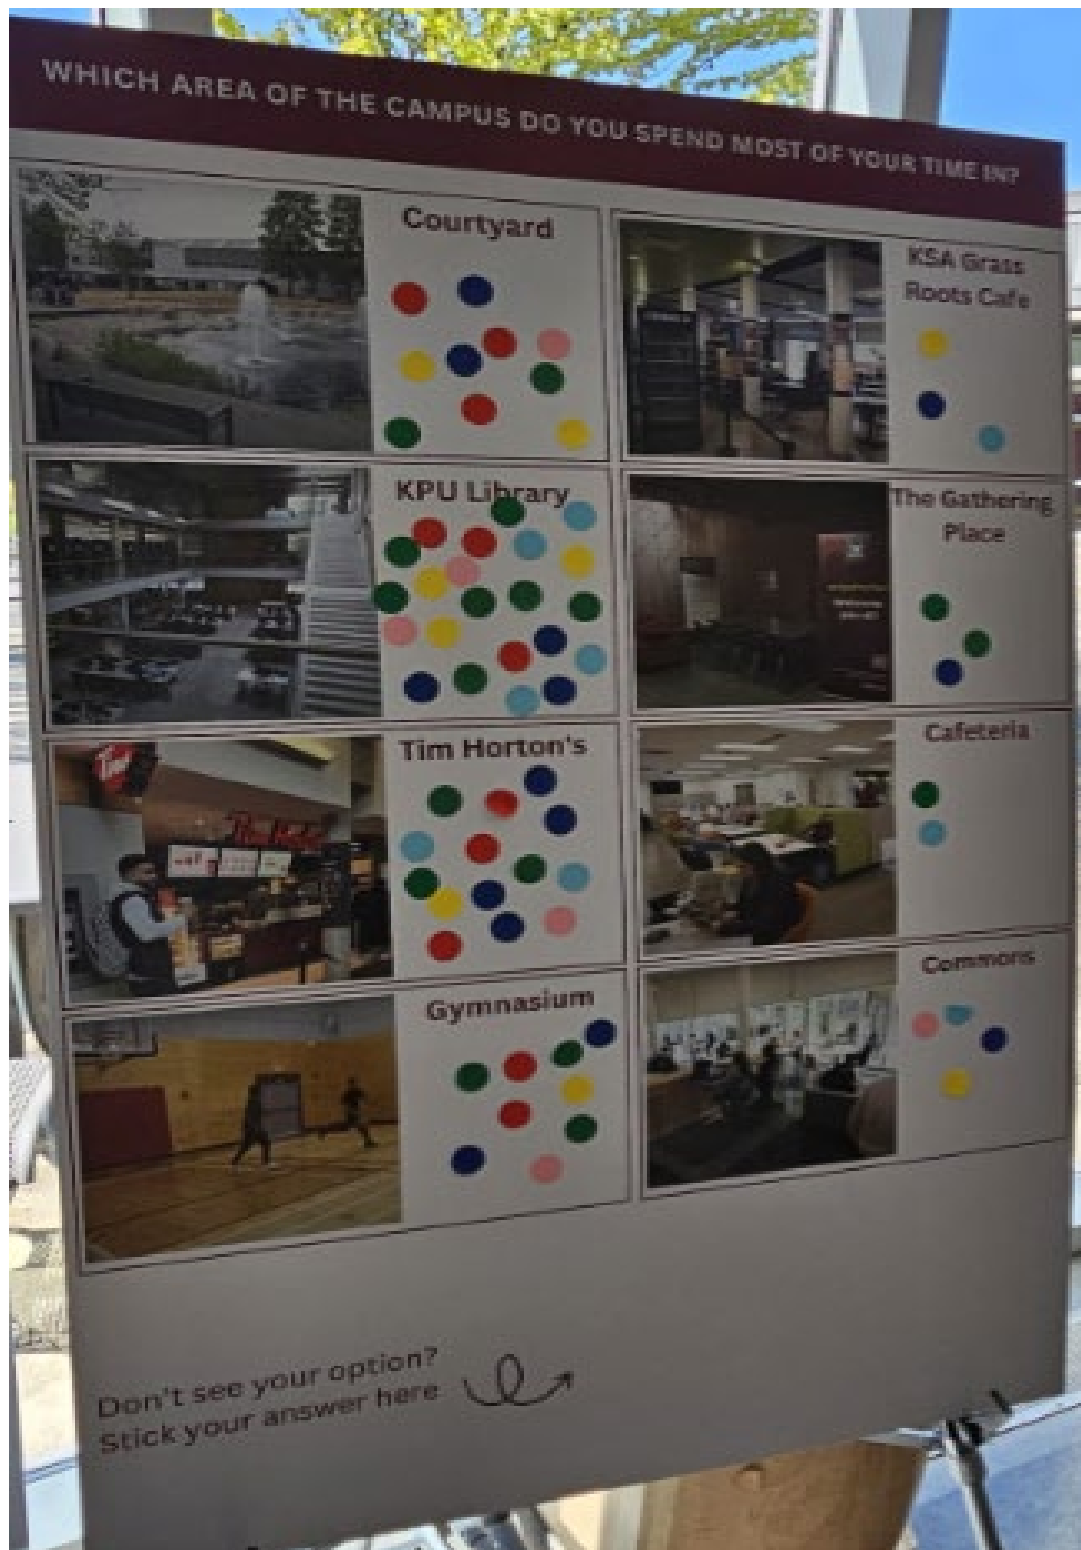 WHICH AREA OF THE CAMPUS DO YOU SPEND MOST OF YOUR TIME IN?
Courtyard
KSA Grass
Roots Cafe
KPU Library
The Gathering
Place
Tim Horton's
Cafeteria
Gymnasium
Commons
Don't see your option?
Stick your answer here